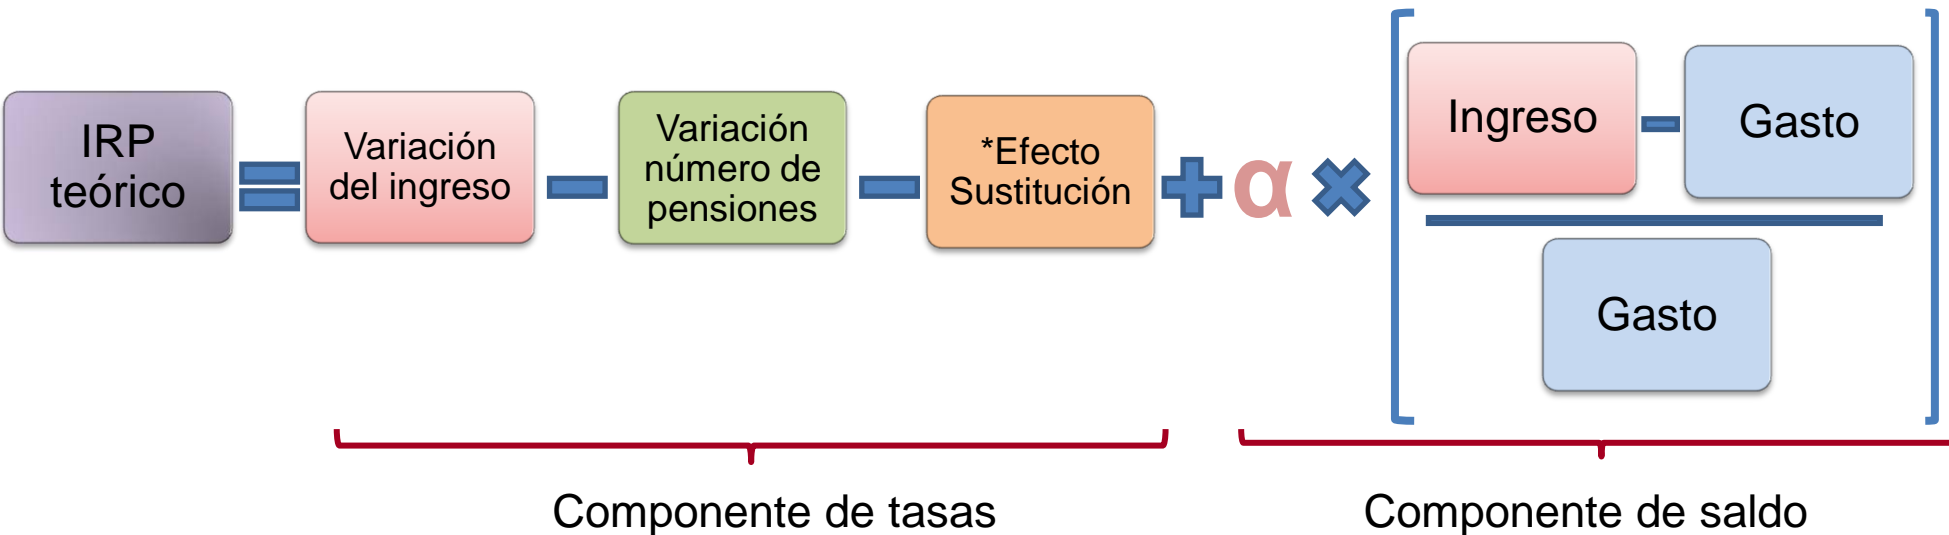 IRP
teórico
Variación
del ingreso
Variación
número de
pensiones
*Efecto
Sustitución
α
Ingreso
Gasto
Gasto
Componente de tasas
Componente de saldo